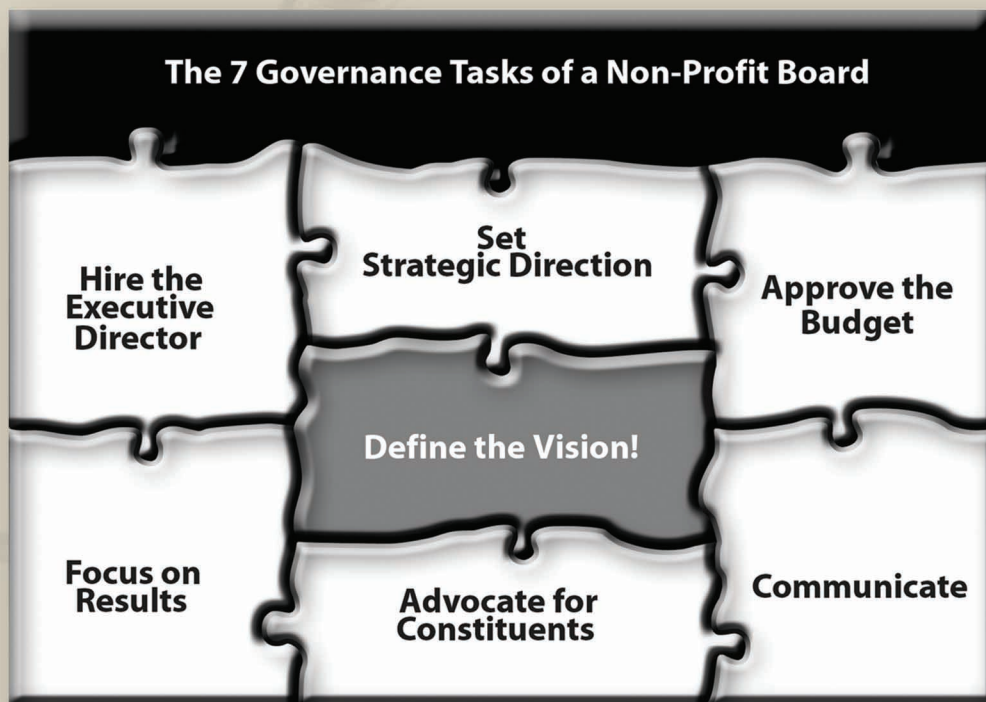 The 7 Governance Tasks of a Non-Profit Board
Hire the
Executive
Director
Set
Strategic Direction
Approve the
Budget
Define the Vision!
Focus on
Results
Advocate for
Constituents
Communicate